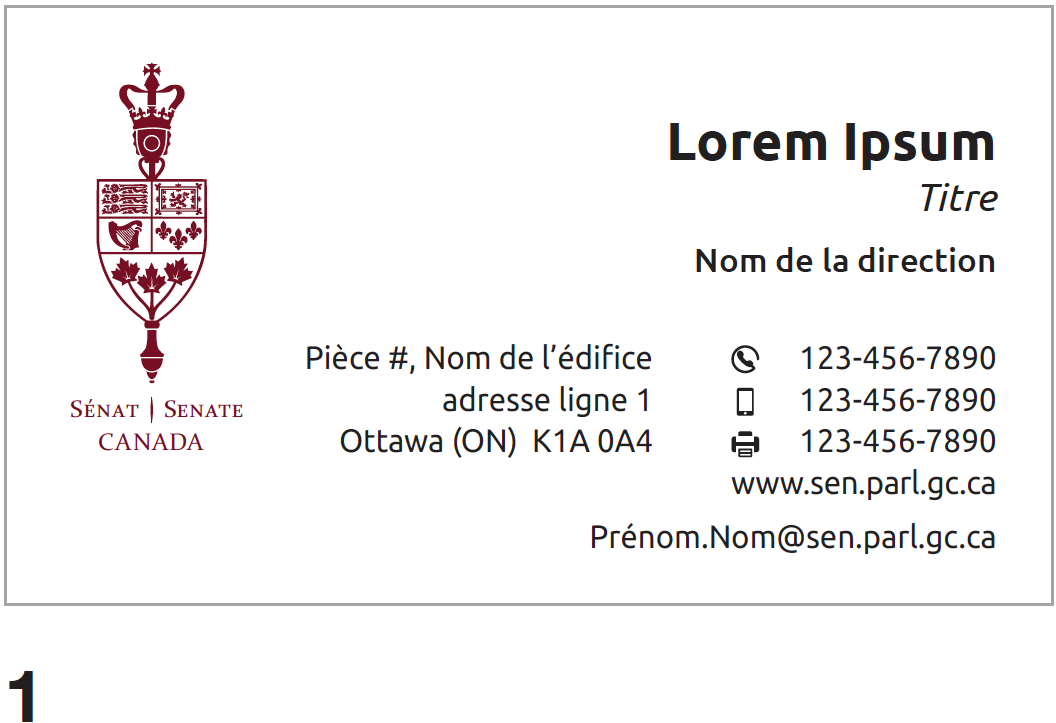 Lorem Ipsum
Titre
Nom de la direction
Pièce #, Nom de l’édifice
adresse ligne 1
Ottawa (ON)  K1A 0A4
123-456-7890
123-456-7890
123-456-7890
www.sen.parl.gc.ca
Prénom.Nom@sen.parl.gc.ca
Sénat | Senate
CANADA
1